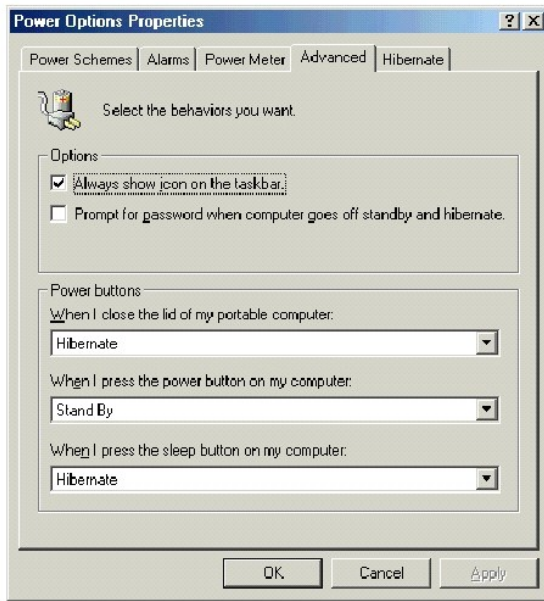 Power Options Properties
Power Schemes
Alarms
Power Meter
Advanced
Hibernate
Select the behaviors you want.
Options
Always show icon on the taskbar.
Prompt for password when computer goes off standby and hibernate.
Power buttons
When I close the lid of my portable computer:
Hibernate
When I press the power button on my computer:
Stand By
When I press the sleep button on my computer:
Hibernate
OK
Cancel
Apply